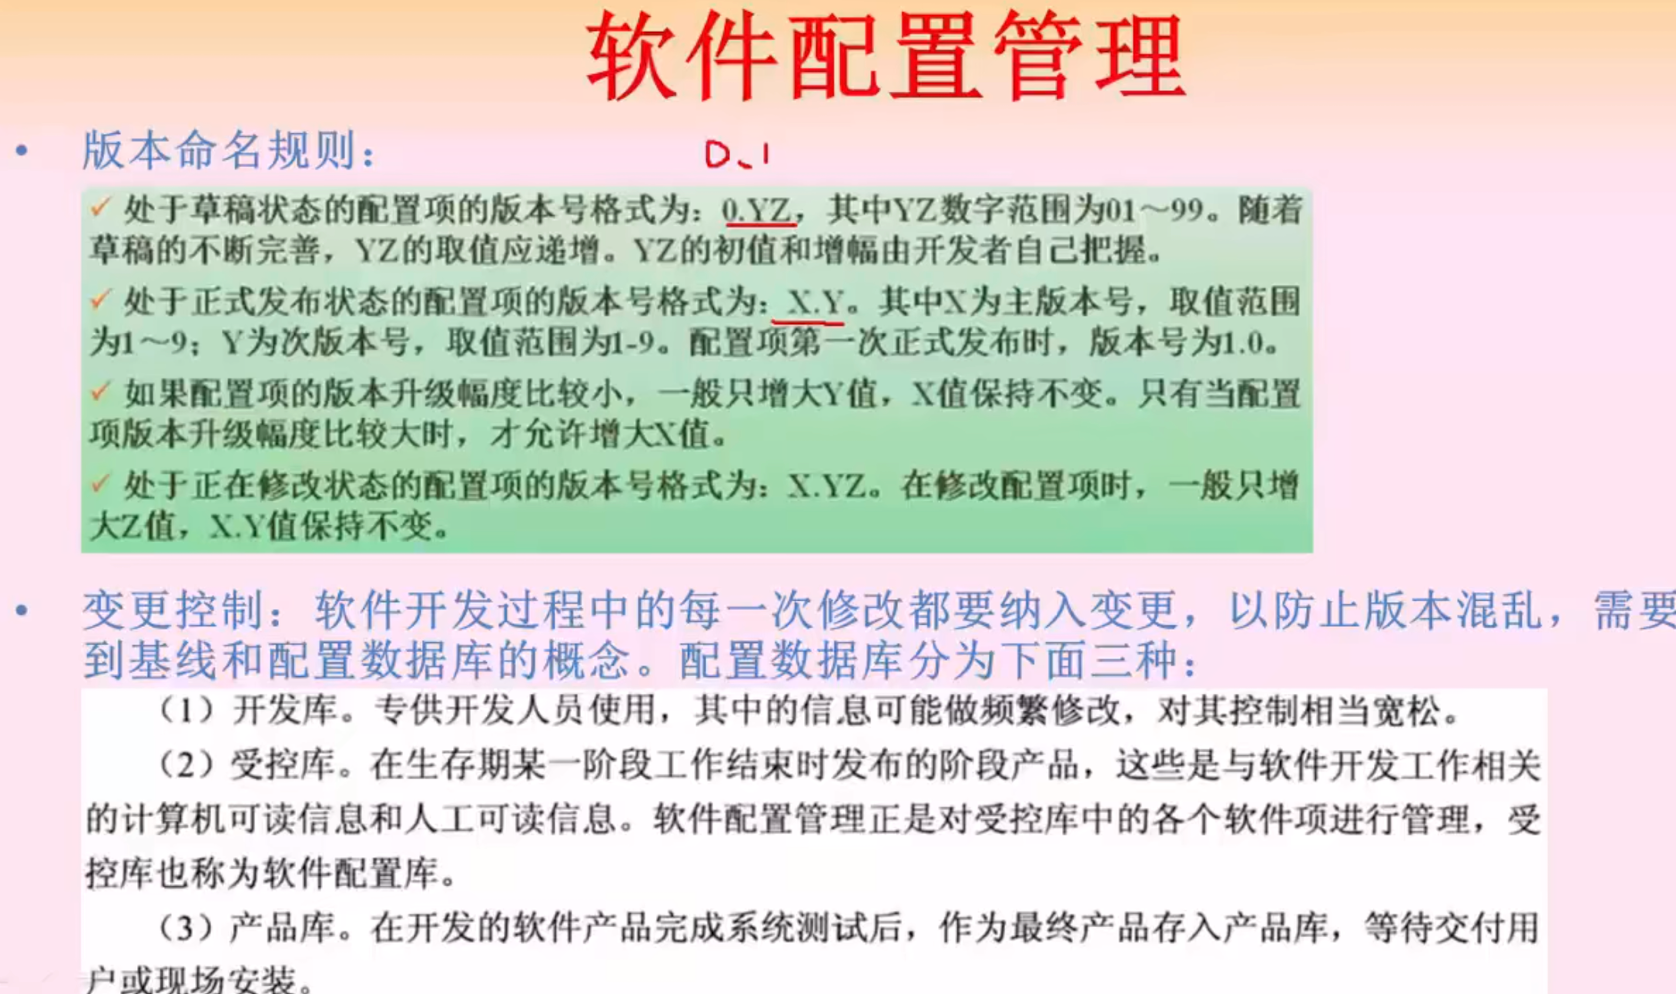 软件配置管理
• 版本命名规则：
0.1
✓ 处于草稿状态的配置项的版本号格式为：0.YZ，其中YZ数字范围为01～99。随着
草稿的不断完善，YZ的取值应递增。YZ的初值和增幅由开发者自己把握。
✓ 处于正式发布状态的配置项的版本号格式为：X.Y。其中X为主版本号，取值范围
为1～9；Y为次版本号，取值范围为1-9。配置项第一次正式发布时，版本号为1.0。
✓ 如果配置项的版本升级幅度比较小，一般只增大Y值，X值保持不变。只有当配置
项版本升级幅度比较大时，才允许增大X值。
✓ 处于正在修改状态的配置项的版本号格式为：X.YZ。在修改配置项时，一般只增
大Z值，X.Y值保持不变。
• 变更控制：软件开发过程中的每一次修改都要纳入变更，以防止版本混乱，需要
到基线和配置数据库的概念。配置数据库分为下面三种：
（1）开发库。专供开发人员使用，其中的信息可能做频繁修改，对其控制相当宽松。
（2）受控库。在生存期某一阶段工作结束时发布的阶段产品，这些是与软件开发工作相关
的计算机可读信息和人工可读信息。软件配置管理正是对受控库中的各个软件项进行管理，受
控库也称为软件配置库。
（3）产品库。在开发的软件产品完成系统测试后，作为最终产品存入产品库，等待交付用
户或现场安装。